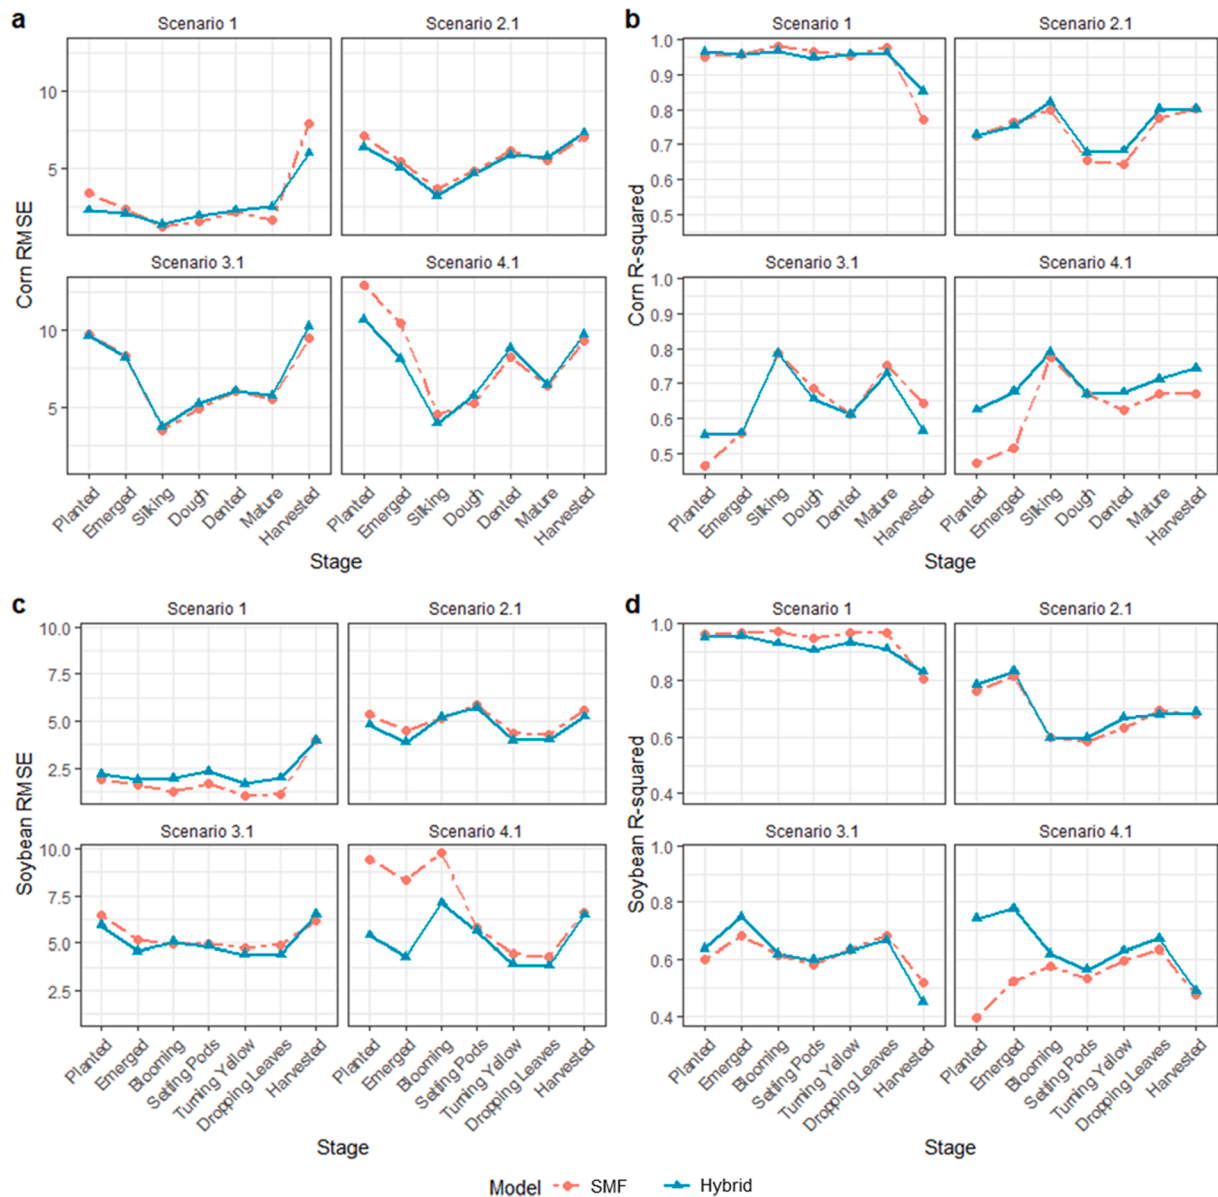 a
Scenario 1
Scenario 2.1
10
5
Scenario 3.1
Scenario 4.1
10
5
Corn RMSE
Planted
Emerged
Silking
Dough
Dented
Mature
Harvested
Planted
Emerged
Silking
Dough
Dented
Mature
Harvested
Stage
b
Scenario 1
Scenario 2.1
1.0
0.9
0.8
0.7
0.6
0.5
Scenario 3.1
Scenario 4.1
1.0
0.9
0.8
0.7
0.6
0.5
Corn R-squared
Planted
Emerged
Silking
Dough
Dented
Mature
Harvested
Planted
Emerged
Silking
Dough
Dented
Mature
Harvested
Stage
c
Scenario 1
Scenario 2.1
10.0
7.5
5.0
2.5
Scenario 3.1
Scenario 4.1
10.0
7.5
5.0
2.5
Soybean RMSE
Planted
Emerged
Blooming
Setting Pods
Turning Yellow
Dropping Leaves
Harvested
Planted
Emerged
Blooming
Setting Pods
Turning Yellow
Dropping Leaves
Harvested
Stage
d
Scenario 1
Scenario 2.1
1.0
0.8
0.6
0.4
Scenario 3.1
Scenario 4.1
1.0
0.8
0.6
0.4
Soybean R-squared
Planted
Emerged
Blooming
Setting Pods
Turning Yellow
Dropping Leaves
Harvested
Planted
Emerged
Blooming
Setting Pods
Turning Yellow
Dropping Leaves
Harvested
Stage
Model SMF Hybrid